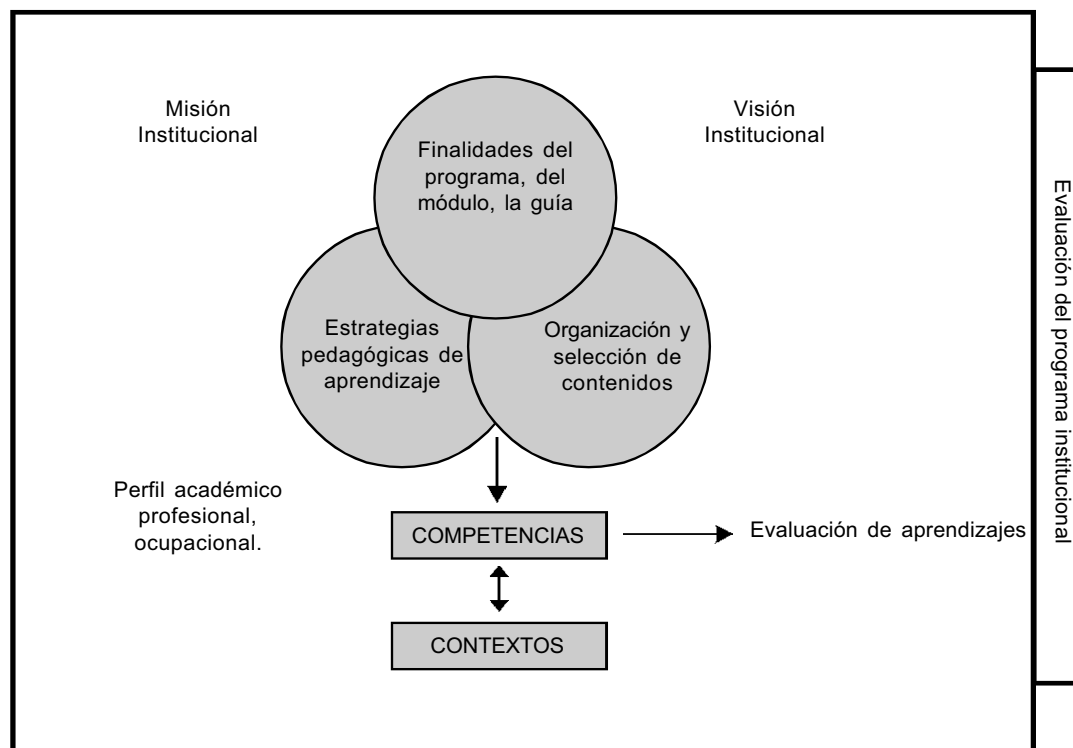 Misión
Institucional
Visión
Institucional
Finalidades del
programa, del
módulo, la guía
Estrategias
pedagógicas de
aprendizaje
Organización y
selección de
contenidos
Perfil académico
profesional,
ocupacional.
COMPETENCIAS
Evaluación de aprendizajes
CONTEXTOS
Evaluación del programa institucional